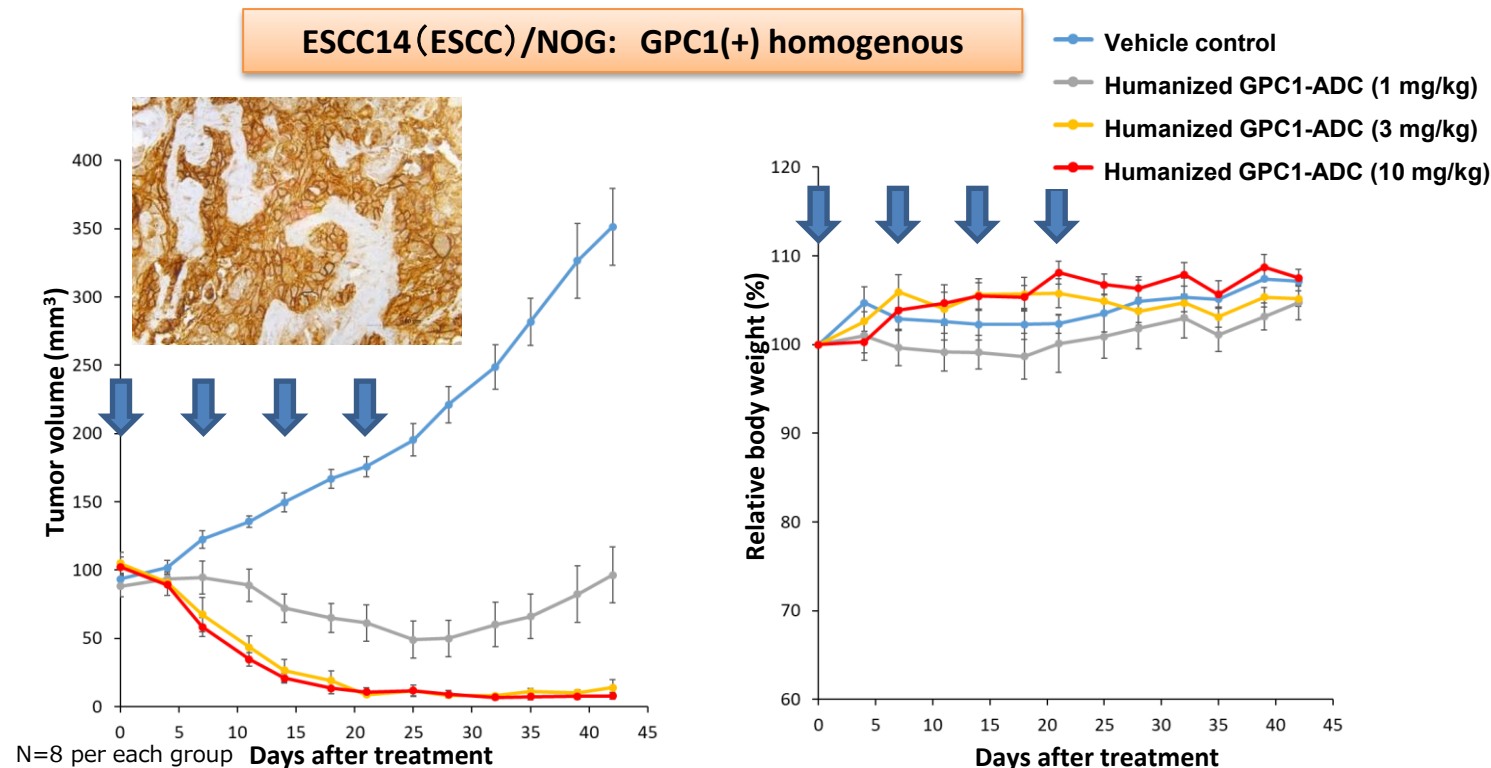 ESCC14（ESCC）/NOG: GPC1(+) homogenous
Vehicle control
Humanized GPC1-ADC (1 mg/kg)
Humanized GPC1-ADC (3 mg/kg)
Humanized GPC1-ADC (10 mg/kg)
Tumor volume (mm³)
400
350
300
250
200
150
100
50
0
0 5 10 15 20 25 30 35 40 45
N=8 per each group
Days after treatment
Relative body weight (%)
120
110
100
90
80
70
60
0 5 10 15 20 25 30 35 40 45
Days after treatment